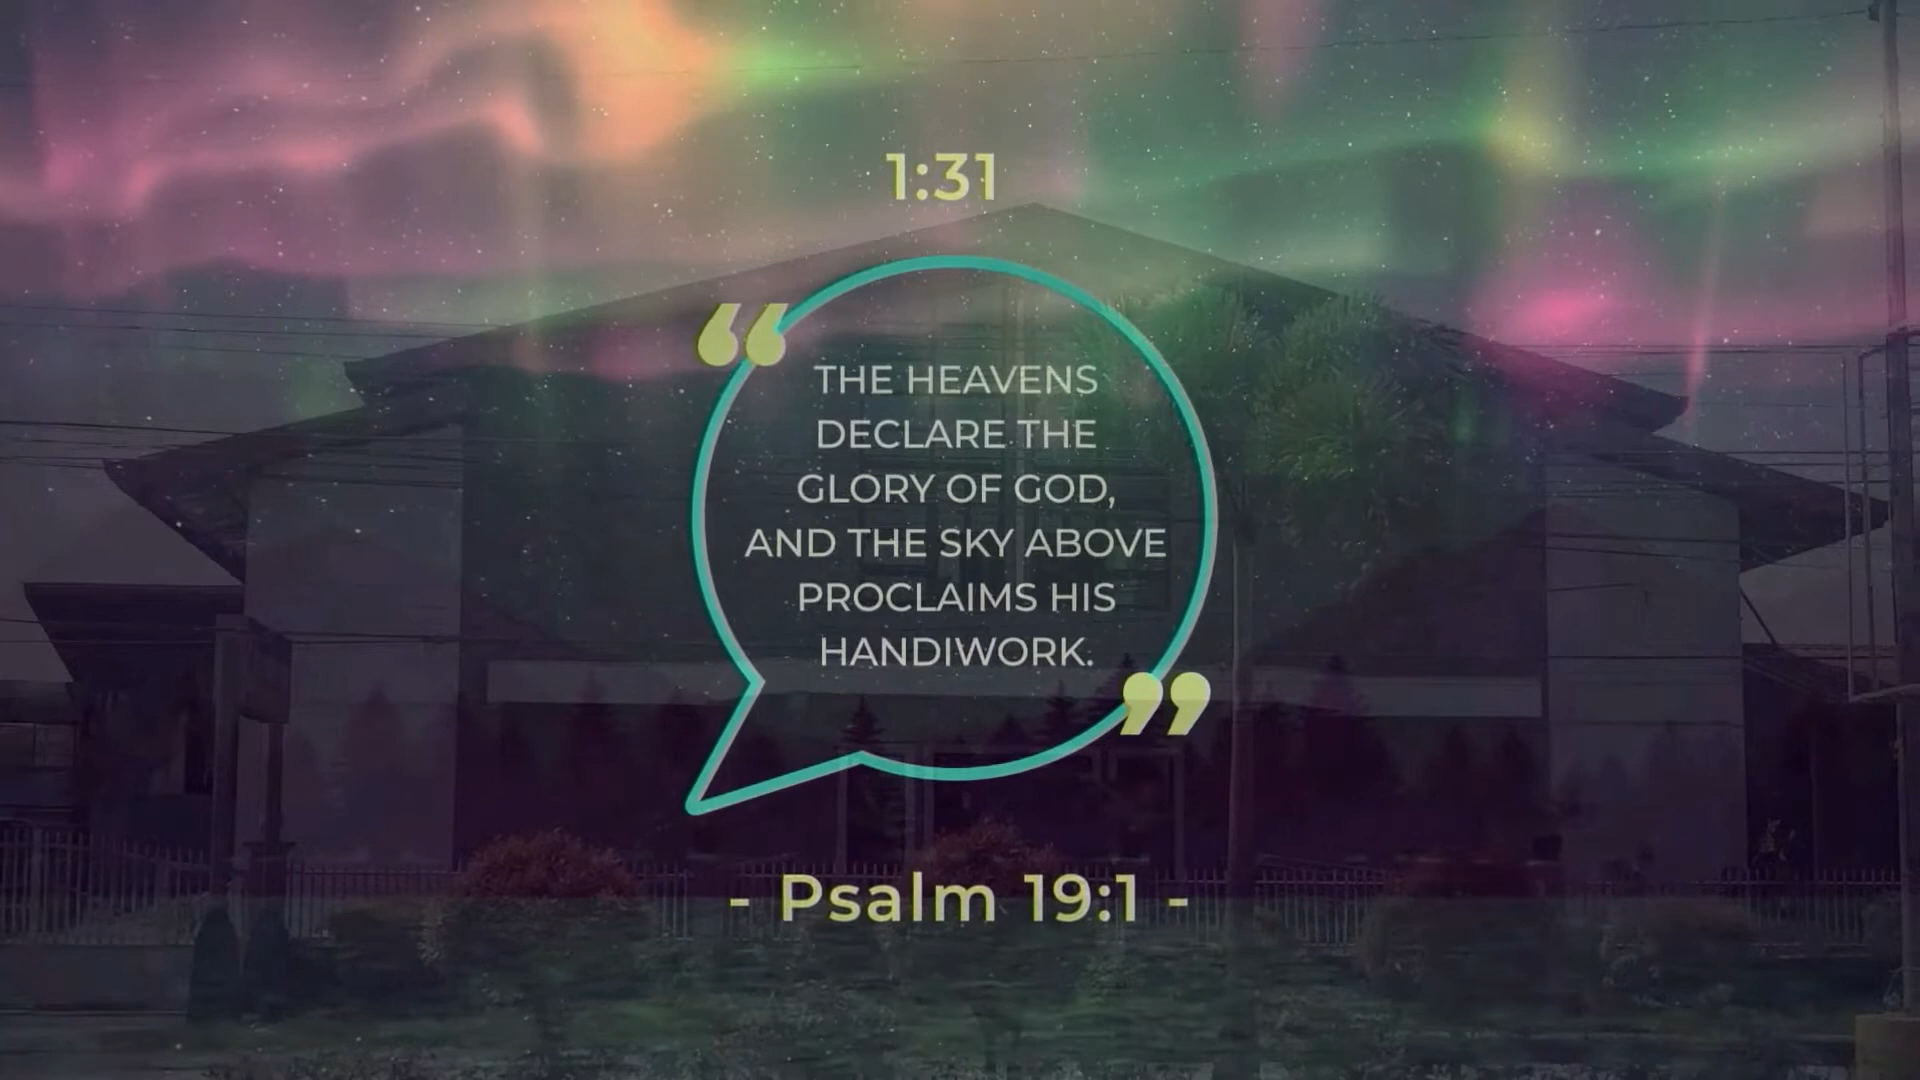 1:31
“
THE HEAVENS
DECLARE THE
GLORY OF GOD,
AND THE SKY ABOVE
PROCLAIMS HIS
HANDIWORK.
”
- Psalm 19:1 -